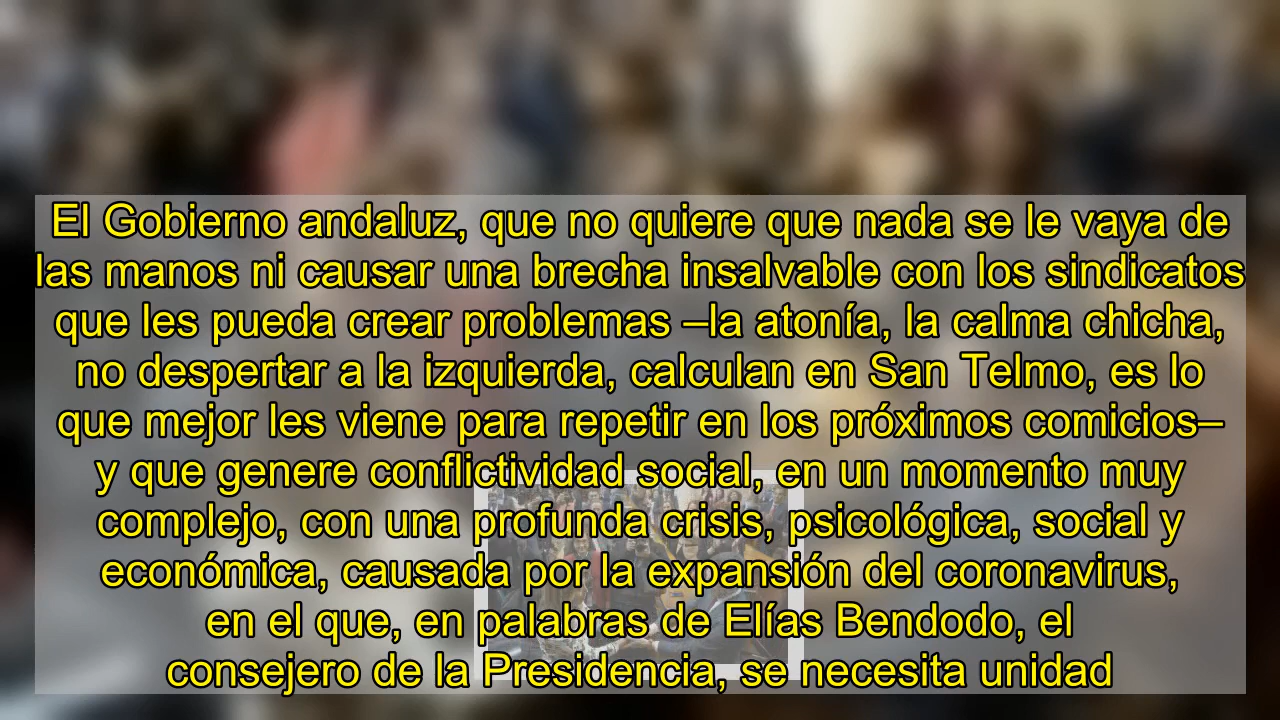 El Gobierno andaluz, que no quiere que nada se le vaya de
las manos ni causar una brecha insalvable con los sindicatos
que les pueda crear problemas –la atonía, la calma chicha,
no despertar a la izquierda, calculan en San Telmo, es lo
que mejor les viene para repetir en los próximos comicios–
y que genere conflictividad social, en un momento muy
complejo, con una profunda crisis, psicológica, social y
económica, causada por la expansión del coronavirus,
en el que, en palabras de Elías Bendodo, el
consejero de la Presidencia, se necesita unidad